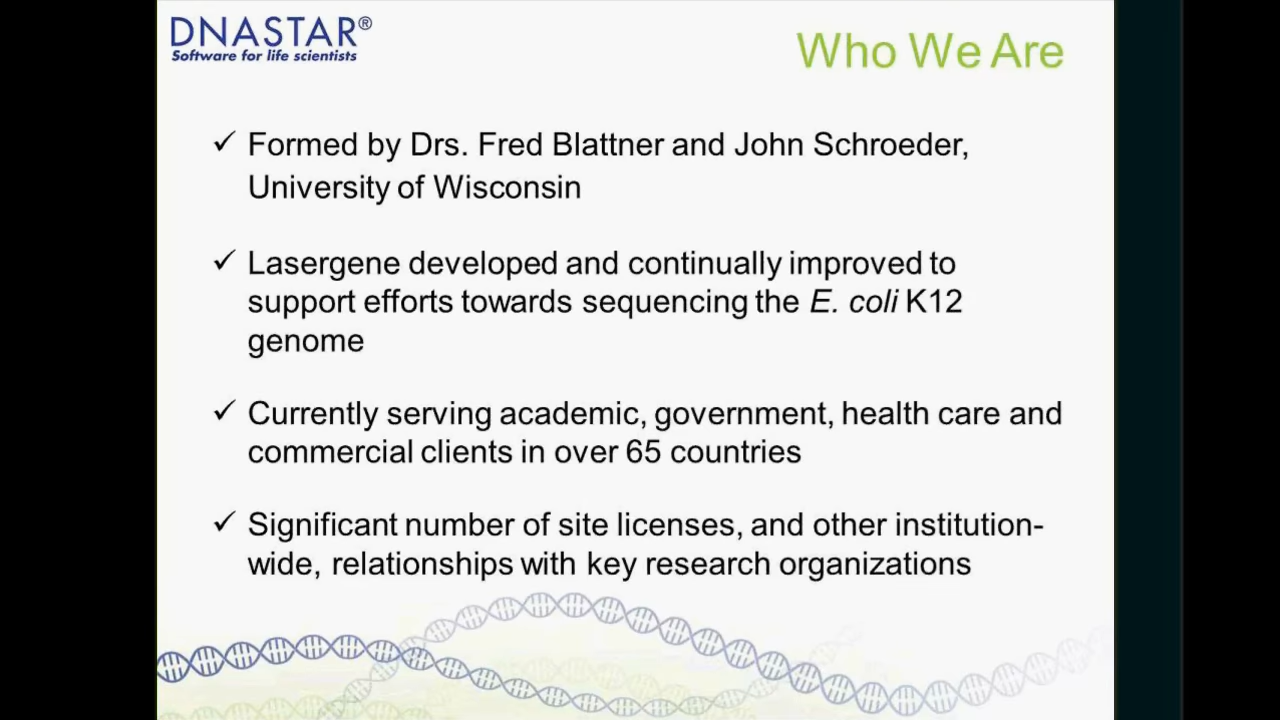 DNASTAR®
Software for life scientists
Who We Are
✓ Formed by Drs. Fred Blattner and John Schroeder,
University of Wisconsin
✓ Lasergene developed and continually improved to
support efforts towards sequencing the E. coli K12
genome
✓ Currently serving academic, government, health care and
commercial clients in over 65 countries
✓ Significant number of site licenses, and other institution-
wide, relationships with key research organizations